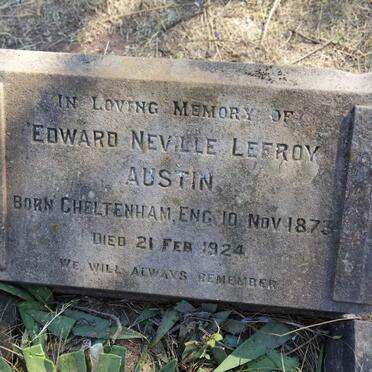 IN LOVING MEMORY OF
EDWARD NEVILLE LEFROY
AUSTIN
BORN CHELTENHAM, ENG. 10 NOV 1873
DIED 21 FEB 1924
WE WILL ALWAYS REMEMBER